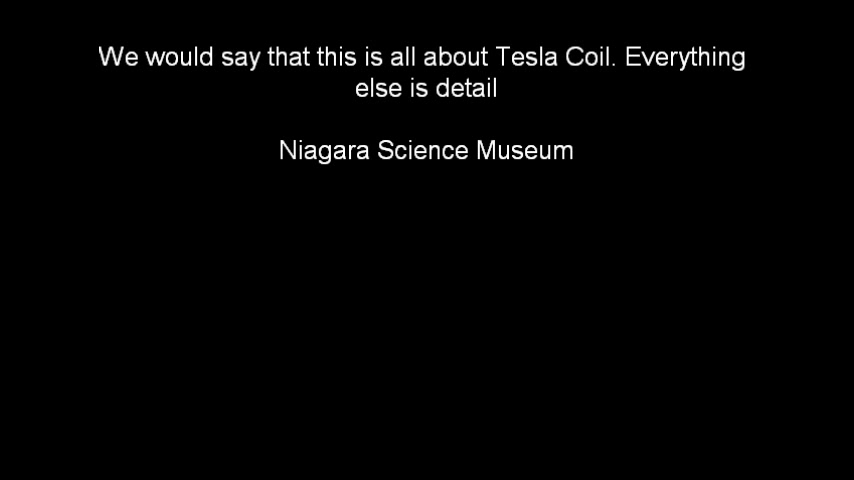 We would say that this is all about Tesla Coil. Everything
else is detail
Niagara Science Museum